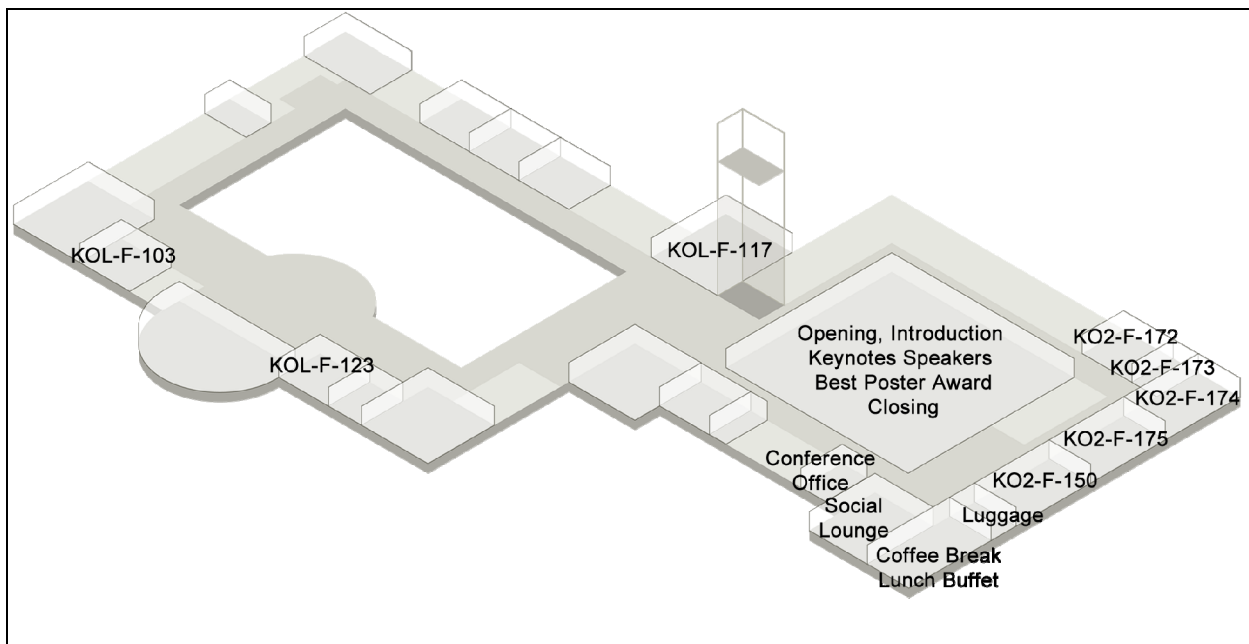 KOL-F-103
KOL-F-117
KOL-F-123
Opening, Introduction
Keynotes Speakers
Best Poster Award
Closing
KO2-F-172
KO2-F-173
KO2-F-174
KO2-F-175
KO2-F-150
Conference
Office
Social
Lounge
Luggage
Coffee Break
Lunch Buffet